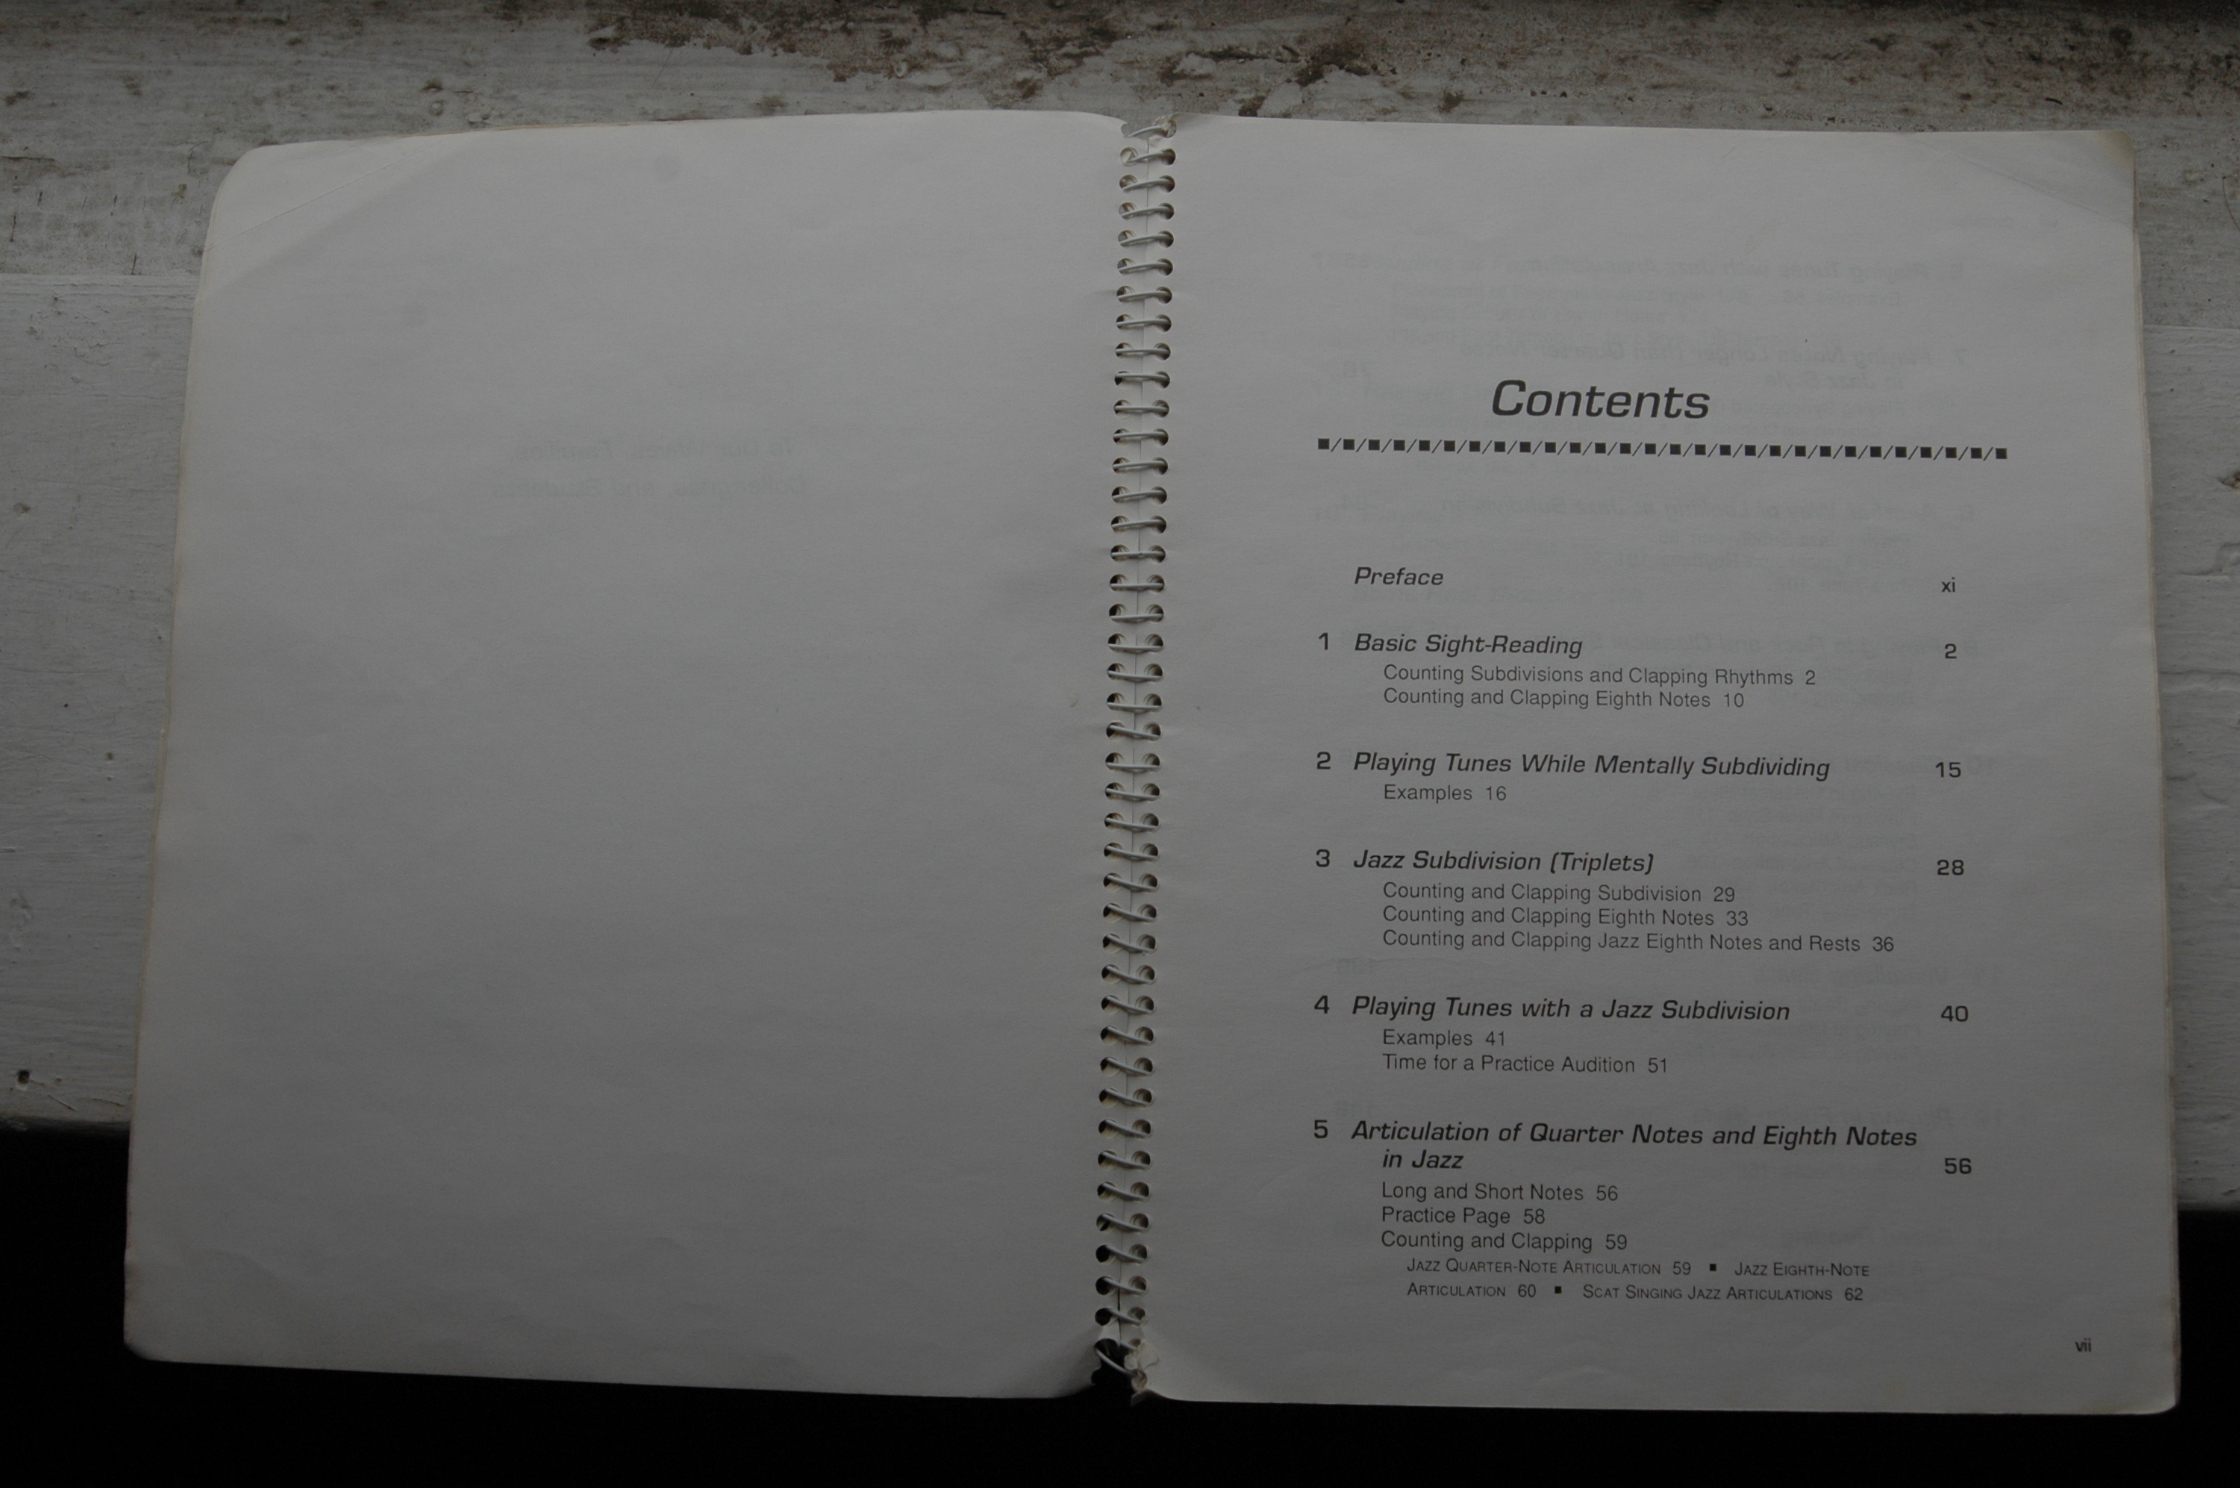 Contents
Preface xi
1 Basic Sight-Reading 2
Counting Subdivisions and Clapping Rhythms 2
Counting and Clapping Eighth Notes 10
2 Playing Tunes While Mentally Subdividing 15
Examples 16
3 Jazz Subdivision (Triplets) 28
Counting and Clapping Subdivision 29
Counting and Clapping Eighth Notes 33
Counting and Clapping Jazz Eighth Notes and Rests 36
4 Playing Tunes with a Jazz Subdivision 40
Examples 41
Time for a Practice Audition 51
5 Articulation of Quarter Notes and Eighth Notes
in Jazz 56
Long and Short Notes 56
Practice Page 58
Counting and Clapping 59
JAZZ QUARTER-NOTE ARTICULATION 59 ■ JAZZ EIGHTH-NOTE
ARTICULATION 60 ■ SCAT SINGING JAZZ ARTICULATIONS 62
vii